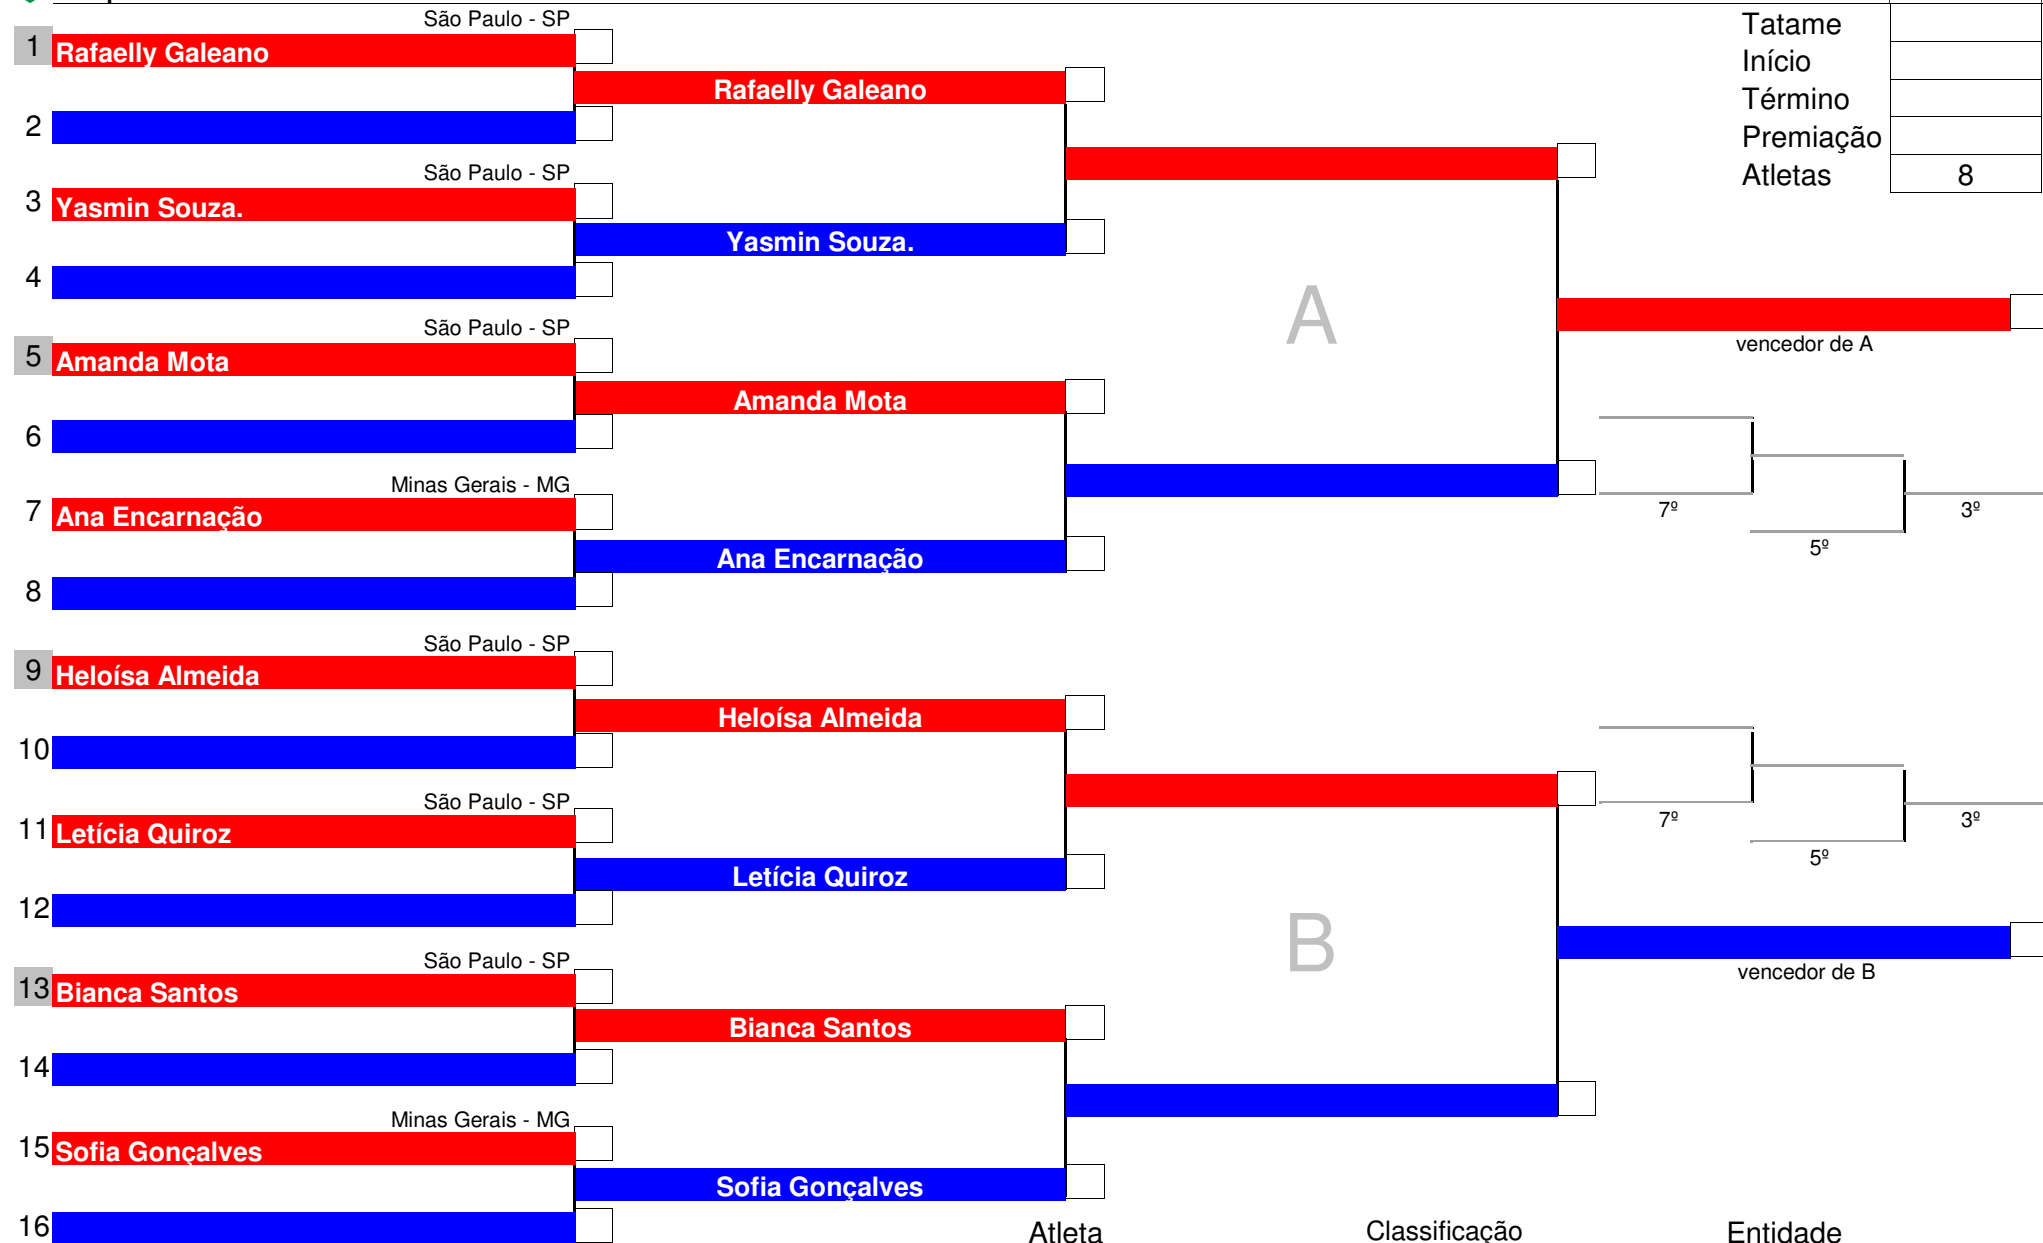 São Paulo - SP
1 Rafaelly Galeano
Rafaelly Galeano
2
São Paulo - SP
3 Yasmin Souza.
Yasmin Souza.
4
São Paulo - SP
5 Amanda Mota
Amanda Mota
6
Minas Gerais - MG
7 Ana Encarnação
Ana Encarnação
8
São Paulo - SP
9 Heloísa Almeida
Heloísa Almeida
10
São Paulo - SP
11 Letícia Quiroz
Letícia Quiroz
12
São Paulo - SP
13 Bianca Santos
Bianca Santos
14
Minas Gerais - MG
15 Sofia Gonçalves
Sofia Gonçalves
16
A
B
Tatame
Início
Término
Premiação
Atletas 8
vencedor de A
7º
3º
5º
7º
3º
5º
vencedor de B
Atleta Classificação Entidade